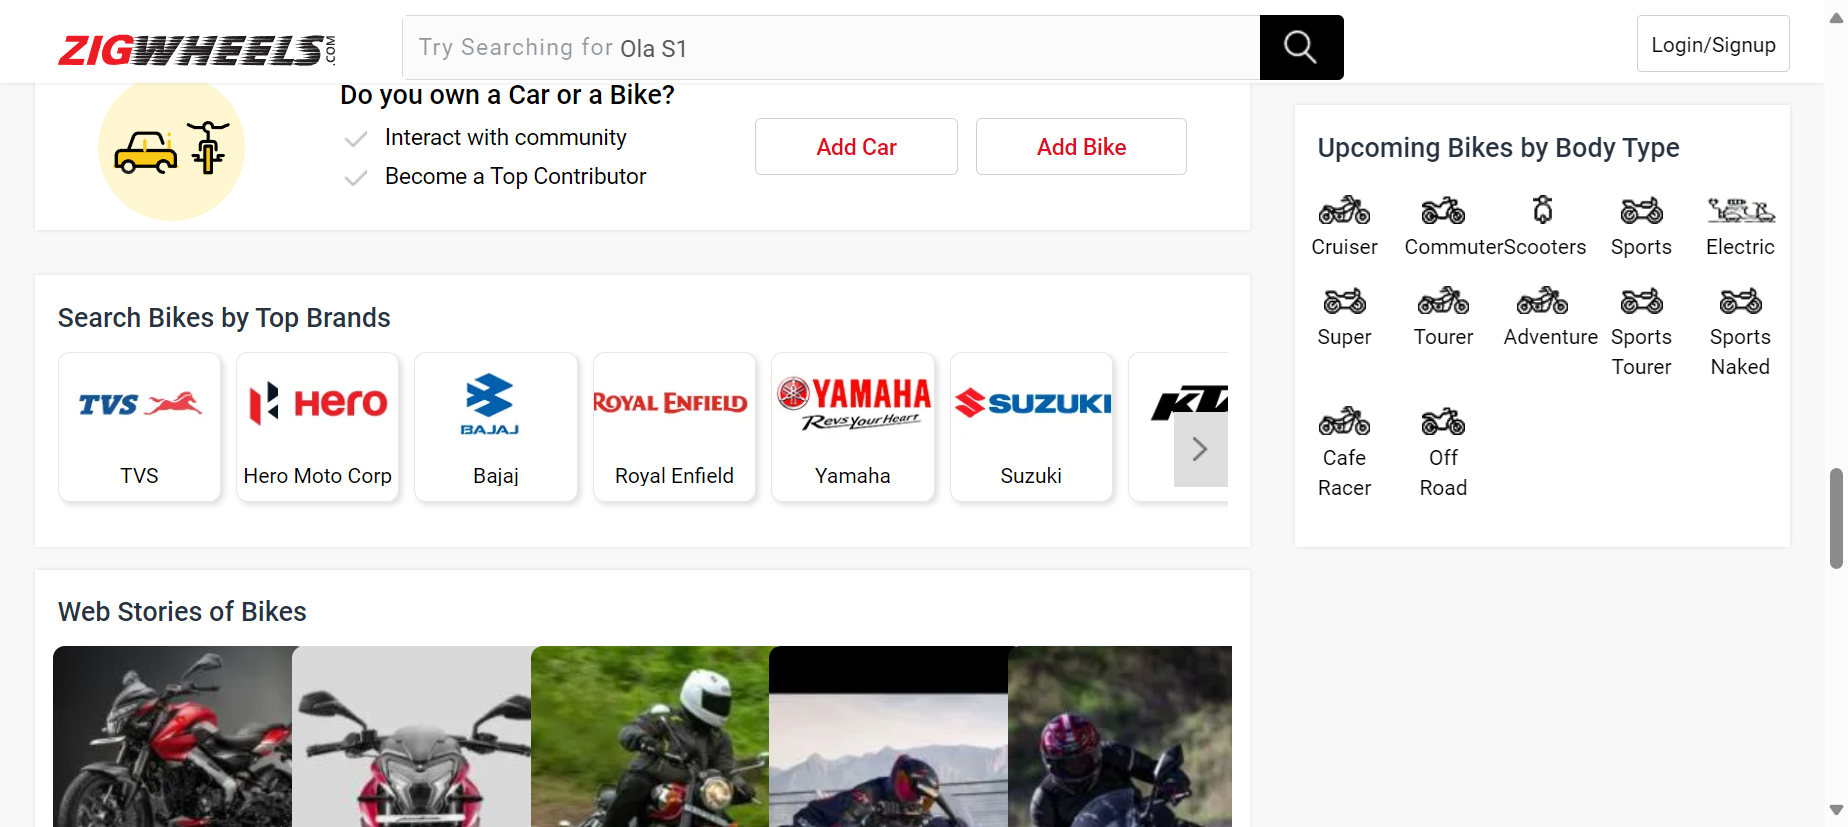 ZIGWHEELS.COM
Try Searching for Ola S1
Login/Signup
Do you own a Car or a Bike?
Interact with community
Become a Top Contributor
Add Car
Add Bike
Upcoming Bikes by Body Type
Cruiser
Commuter
Scooters
Sports
Electric
Super
Tourer
Adventure
Sports
Tourer
Sports
Naked
Cafe
Racer
Off
Road
Search Bikes by Top Brands
TVS
HERO
BAJAJ
ROYAL ENFIELD
YAMAHA
Revs Your Heart
SUZUKI
TVS
Hero Moto Corp
Bajaj
Royal Enfield
Yamaha
Suzuki
Web Stories of Bikes